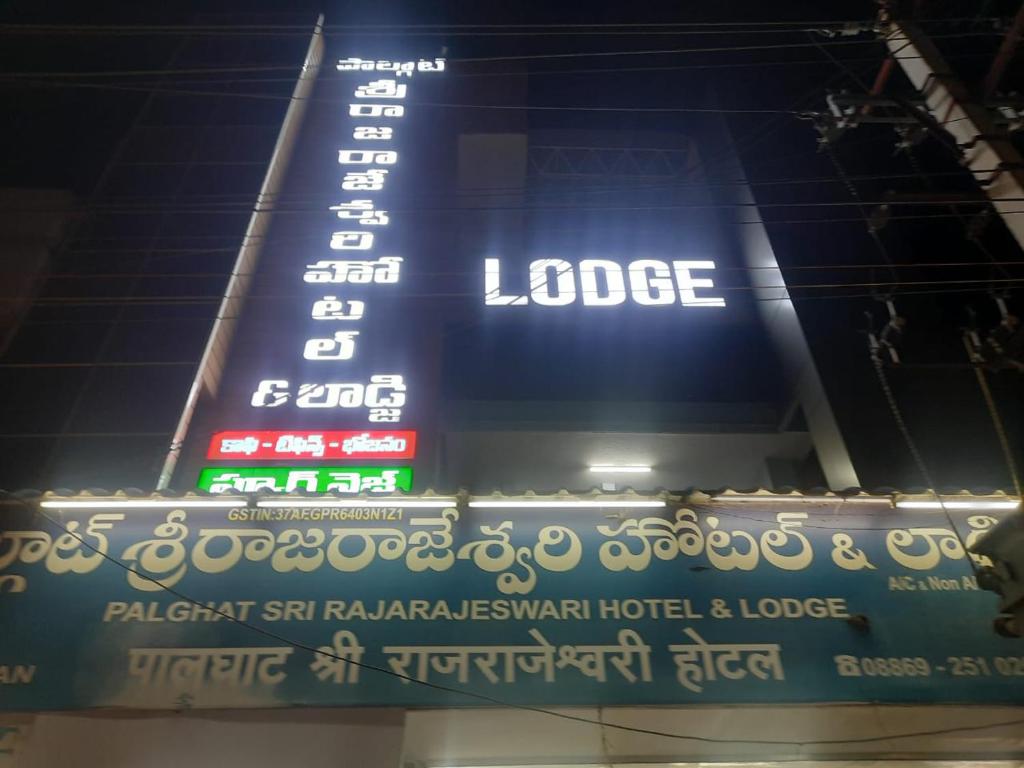 పాల్ఘాట్
శ్రీ
రా
జ
రా
జే
శ్వ
రి
హో
ట
ల్
& లాడ్జి
LODGE
కాఫి - టిఫిన్స్ - భోజనం
ప్యూర్ వెజ్
GSTIN:37AFGPR6403N1Z1
శ్రీరాజరాజేశ్వరి హోటల్ &
A/C & Non
PALGHAT SRI RAJARAJESWARI HOTEL & LODGE
पालघाट श्री राजराजेश्वरी होटल
☎08869 - 251 02